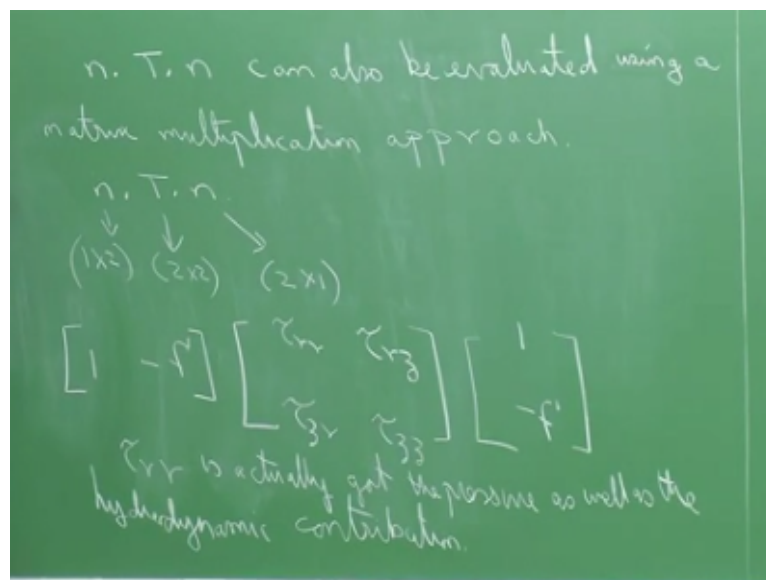 n. T. n can also be evaluated using a
matrix multiplication approach.
n. T. n.
(1x2) (2x2) (2x1)
[1 -f'] [τrr τrz] [1]
[τzr τzz] [-f']
τrr is actually got the pressure as well as the
hydrodynamic contribution.